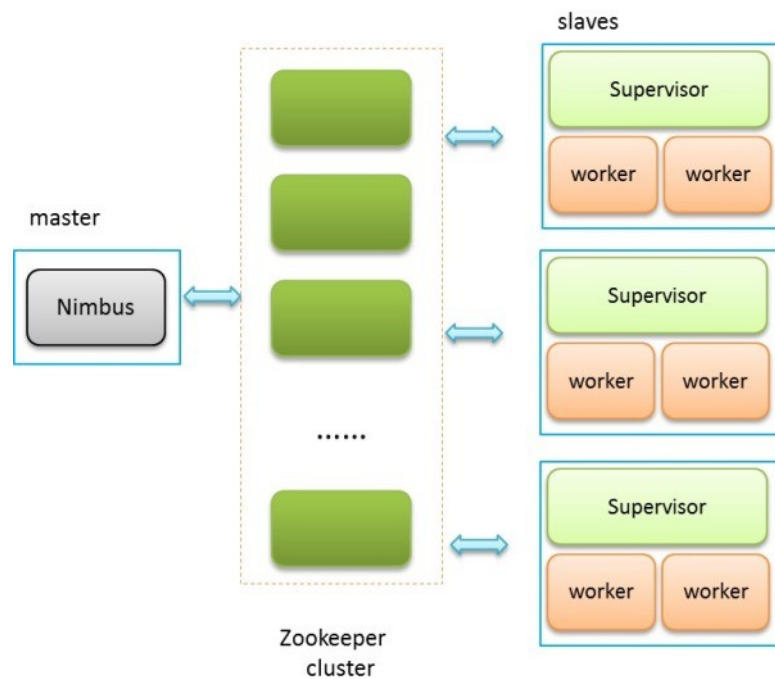 slaves
Supervisor
worker worker
master
Nimbus
Supervisor
worker worker
......
Supervisor
worker worker
Zookeeper
cluster